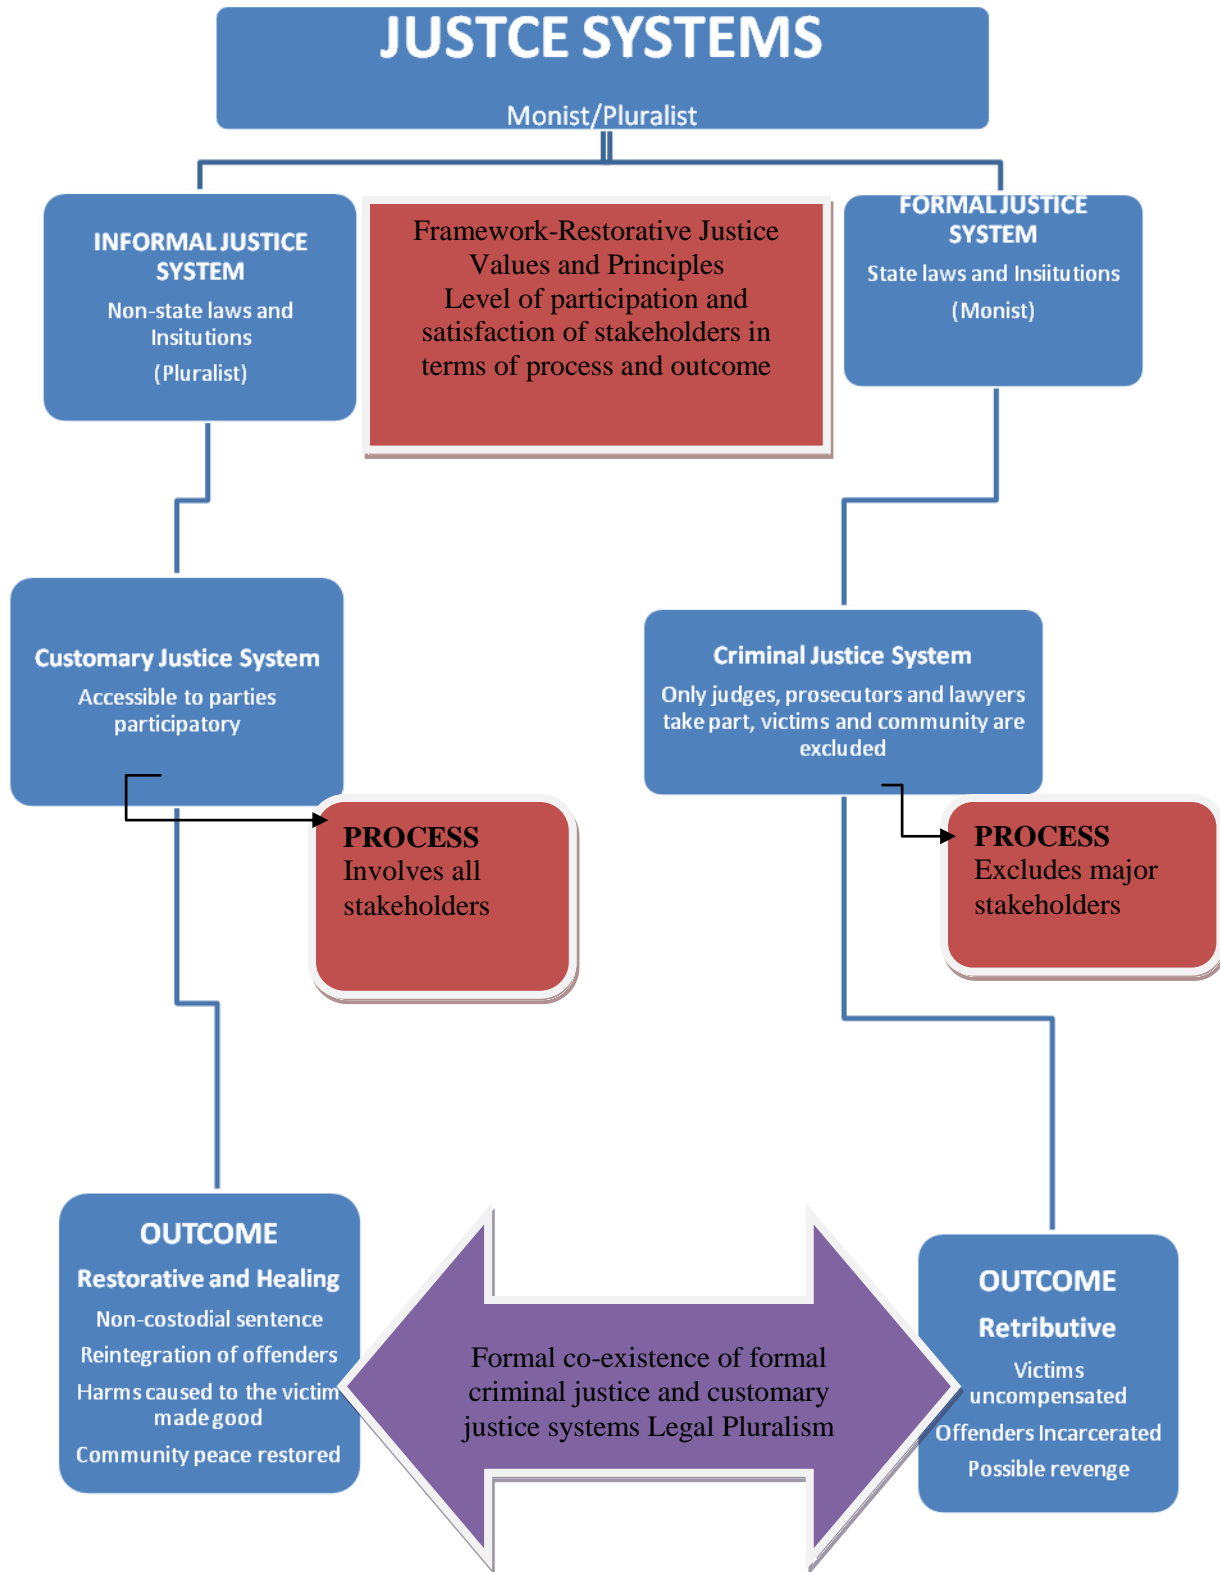 JUSTCE SYSTEMS
Monist/Pluralist
INFORMAL JUSTICE
SYSTEM
Non-state laws and
Insitutions
(Pluralist)
Framework-Restorative Justice
Values and Principles
Level of participation and
satisfaction of stakeholders in
terms of process and outcome
FORMAL JUSTICE
SYSTEM
State laws and Insiitutions
(Monist)
Customary Justice System
Accessible to parties
participatory
Criminal Justice System
Only judges, prosecutors and lawyers
take part, victims and community are
excluded
PROCESS
Involves all
stakeholders
PROCESS
Excludes major
stakeholders
OUTCOME
Restorative and Healing
Non-costodial sentence
Reintegration of offenders
Harms caused to the victim
made good
Community peace restored
Formal co-existence of formal
criminal justice and customary
justice systems Legal Pluralism
OUTCOME
Retributive
Victims
uncompensated
Offenders Incarcerated
Possible revenge